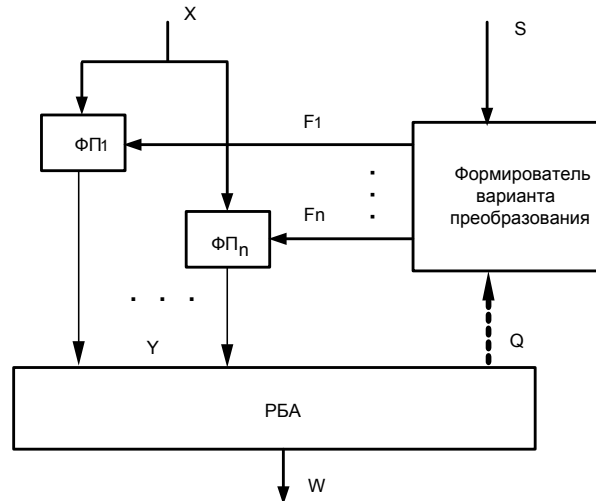 X
S
F1
ФП1
Формирователь
варианта
преобразования
Fn
ФПn
Y
Q
РБА
W